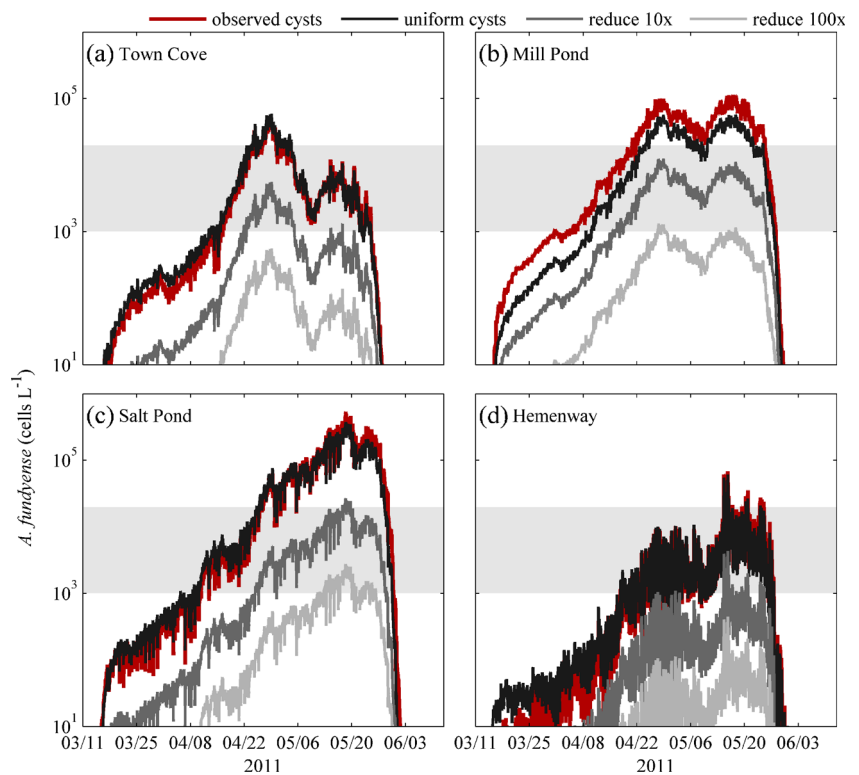 observed cysts uniform cysts reduce 10x reduce 100x
(a) Town Cove
(b) Mill Pond
10^5
10^3
10^1
(c) Salt Pond
(d) Hemenway
A. fundyense (cells L^-1)
10^5
10^3
10^1
03/11 03/25 04/08 04/22 05/06 05/20 06/03 03/11 03/25 04/08 04/22 05/06 05/20 06/03
2011 2011